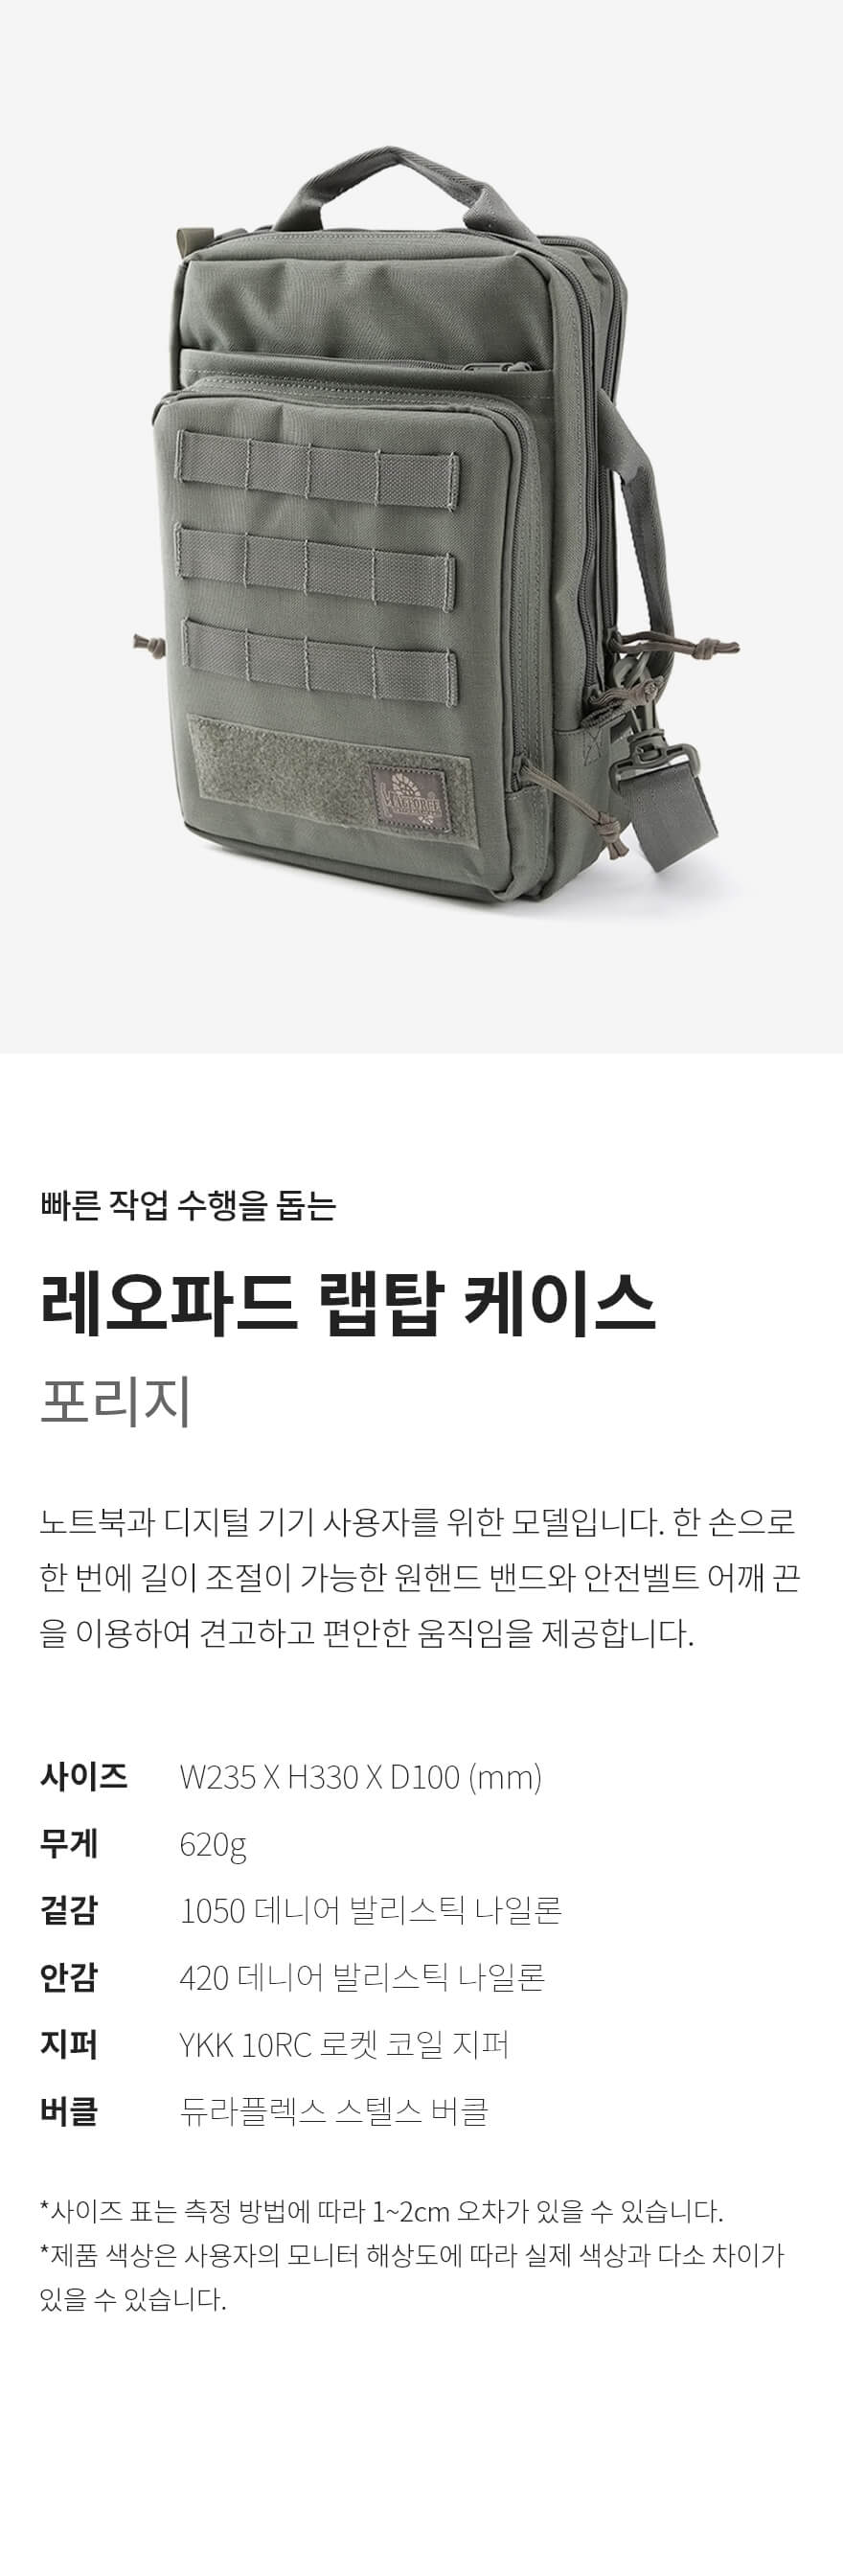 MAGFORCE
빠른 작업 수행을 돕는
레오파드 랩탑 케이스
포리지
노트북과 디지털 기기 사용자를 위한 모델입니다. 한 손으로
한 번에 길이 조절이 가능한 원핸드 밴드와 안전벨트 어깨 끈
을 이용하여 견고하고 편안한 움직임을 제공합니다.
사이즈 W235 X H330 X D100 (mm)
무게 620g
겉감 1050 데니어 발리스틱 나일론
안감 420 데니어 발리스틱 나일론
지퍼 YKK 10RC 로켓 코일 지퍼
버클 듀라플렉스 스텔스 버클
*사이즈 표는 측정 방법에 따라 1~2cm 오차가 있을 수 있습니다.
*제품 색상은 사용자의 모니터 해상도에 따라 실제 색상과 다소 차이가
있을 수 있습니다.